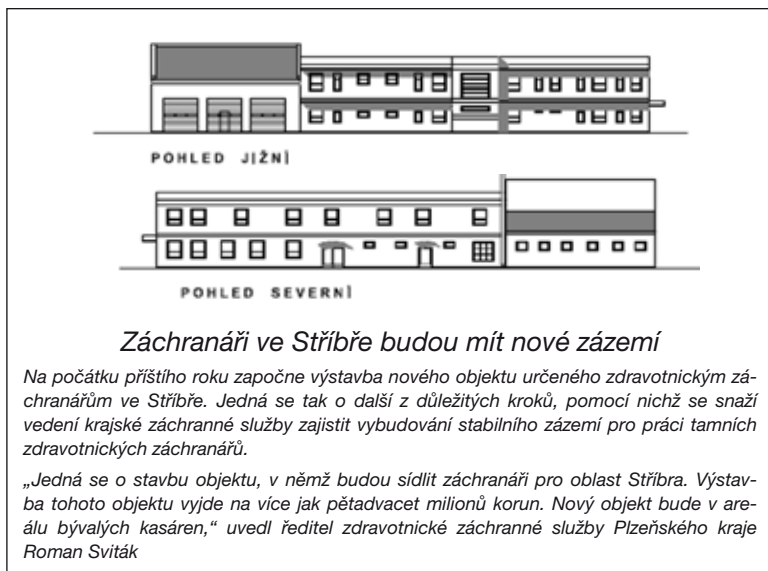 POHLED JIŽNÍ
POHLED SEVERNÍ
Záchranáři ve Stříbře budou mít nové zázemí
Na počátku příštího roku započne výstavba nového objektu určeného zdravotnickým zá-
chranářům ve Stříbře. Jedná se tak o další z důležitých kroků, pomocí nichž se snaží
vedení krajské záchranné služby zajistit vybudování stabilního zázemí pro práci tamních
zdravotnických záchranářů.
„Jedná se o stavbu objektu, v němž budou sídlit záchranáři pro oblast Stříbra. Výstav-
ba tohoto objektu vyjde na více jak pětadvacet milionů korun. Nový objekt bude v are-
álu bývalých kasáren,“ uvedl ředitel zdravotnické záchranné služby Plzeňského kraje
Roman Sviták